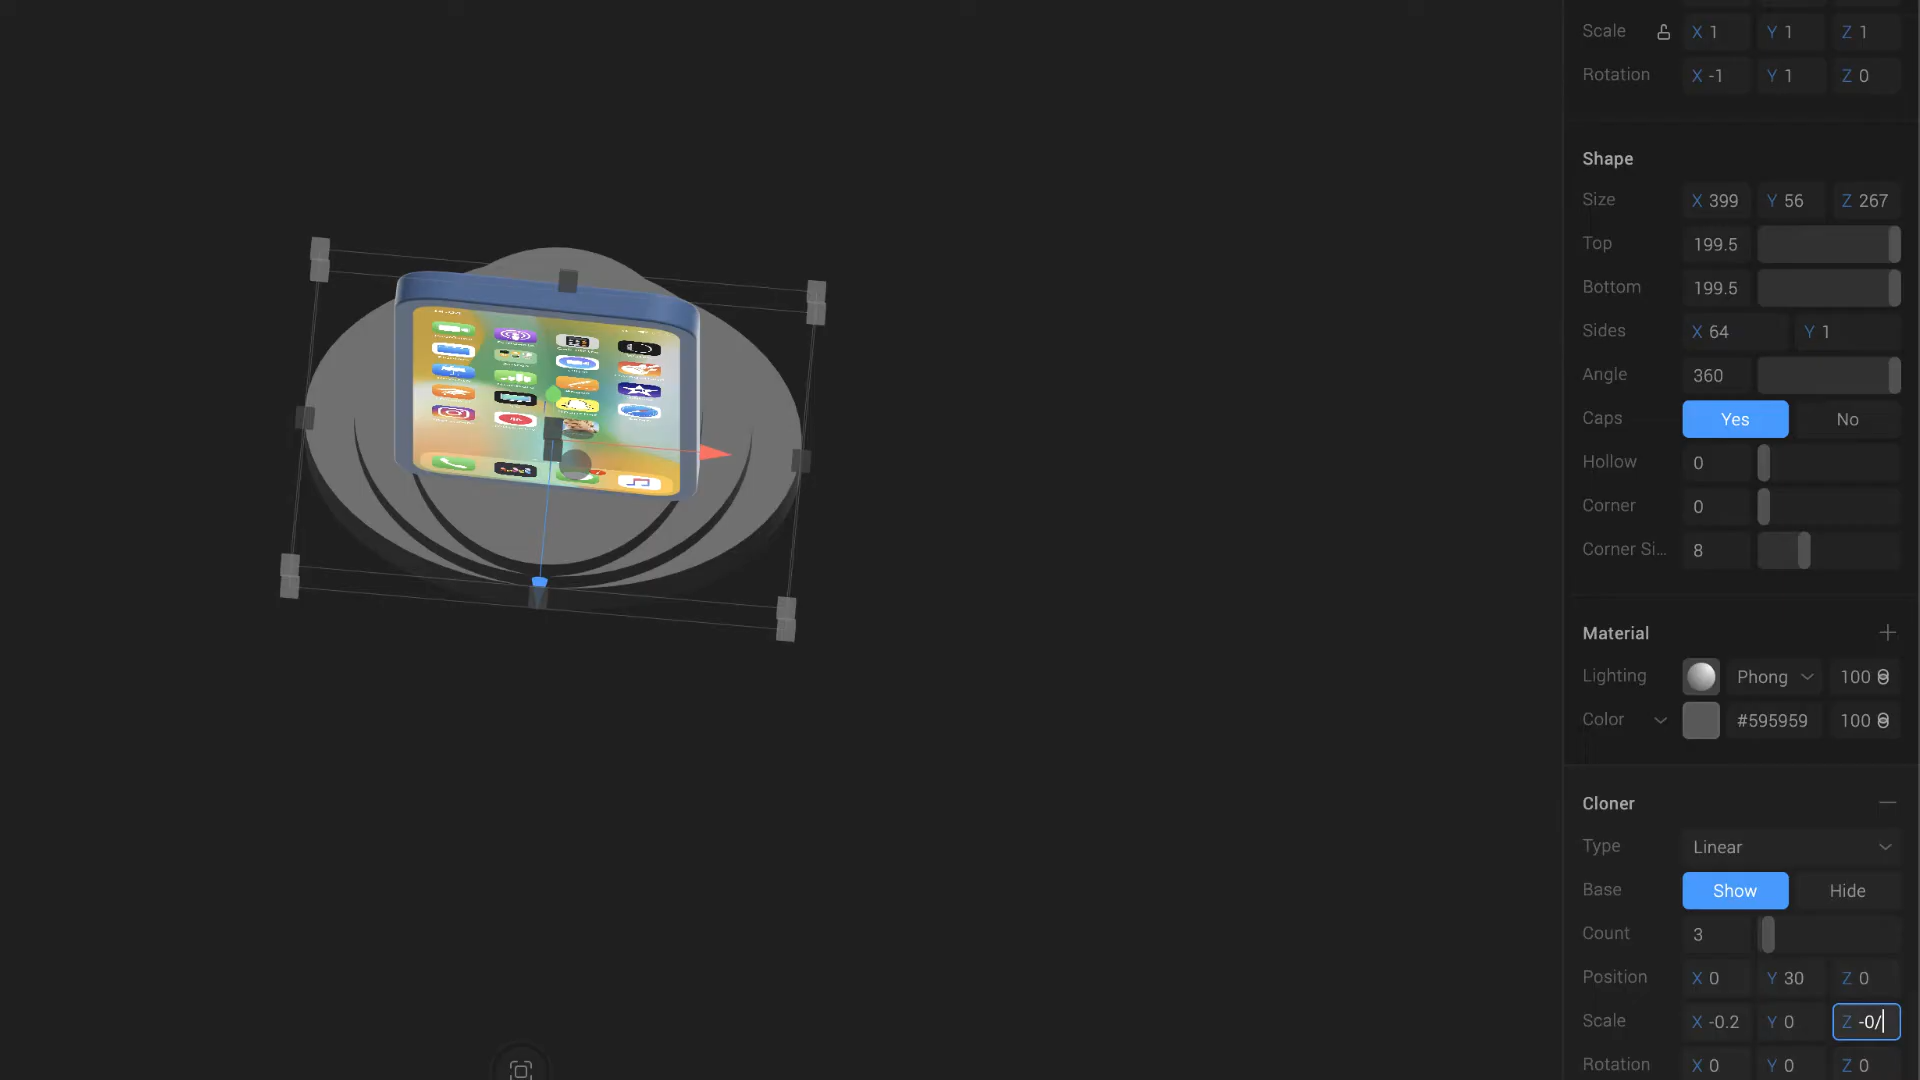 Scale X 1 Y 1 Z 1
Rotation X -1 Y 1 Z 0
Shape
Size X 399 Y 56 Z 267
Top 199.5
Bottom 199.5
Sides X 64 Y 1
Angle 360
Caps Yes No
Hollow 0
Corner 0
Corner Si... 8
Material
Lighting Phong 100
Color #595959 100
Cloner
Type Linear
Base Show Hide
Count 3
Position X 0 Y 30 Z 0
Scale X -0.2 Y 0 Z -0/
Rotation X 0 Y 0 Z 0